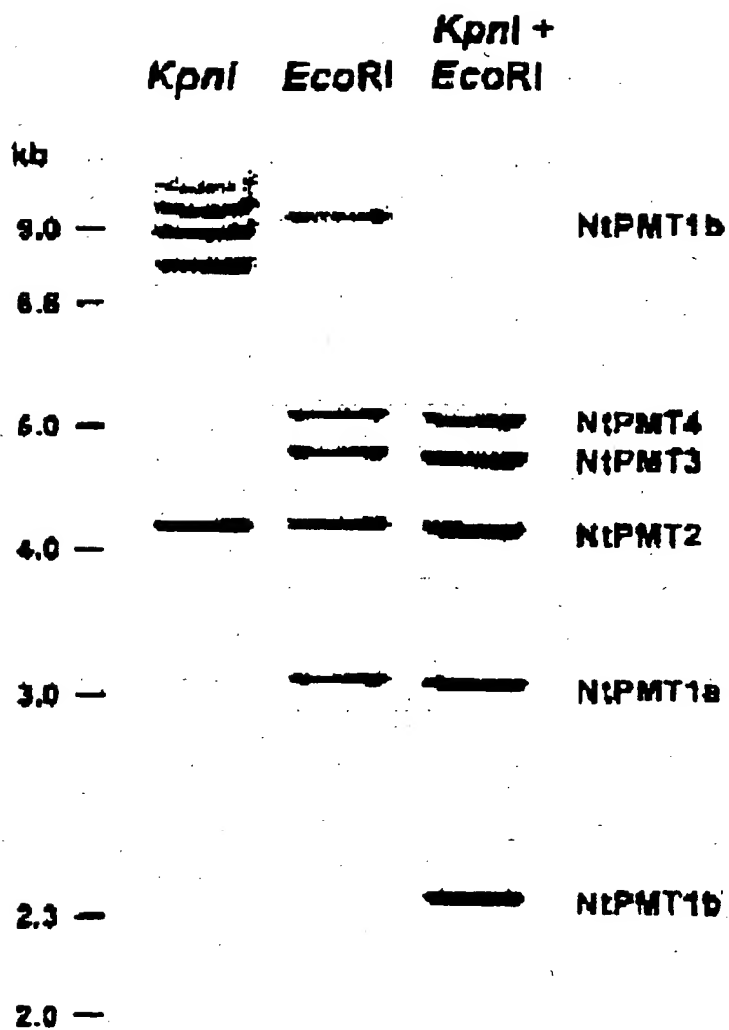 KpnI +
KpnI EcoRI EcoRI
kb
9.0 — NtPMT1b
6.6 —
5.0 — NtPMT4
NtPMT3
4.0 — NtPMT2
3.0 — NtPMT1a
2.3 — NtPMT1b
2.0 —